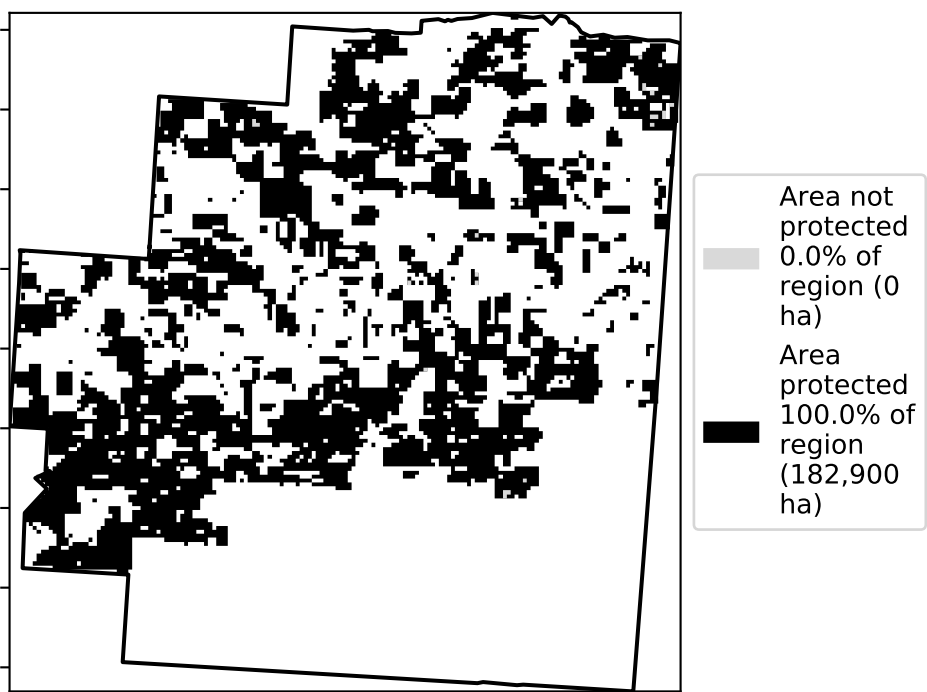 Area not
protected
0.0% of
region (0
ha)
Area
protected
100.0% of
region
(182,900
ha)